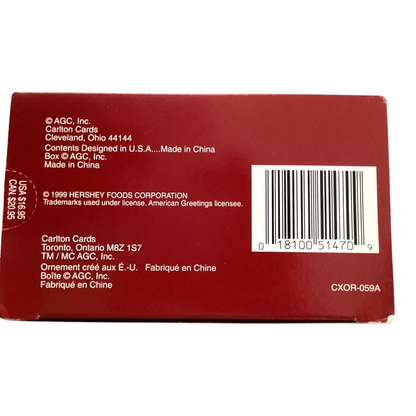 © AGC, Inc.
Carlton Cards
Cleveland, Ohio 44144
Contents Designed in U.S.A....Made in China
Box © AGC, Inc.
Made in China
USA $16.95
CAN. $20.95
© 1999 HERSHEY FOODS CORPORATION
Trademarks used under license. American Greetings licensee.
0 18100 51470 9
Carlton Cards
Toronto, Ontario M8Z 1S7
TM / MC AGC, Inc.
Ornement créé aux É.-U. Fabriqué en Chine
Boîte © AGC, Inc.
Fabriqué en Chine
CXOR-059A